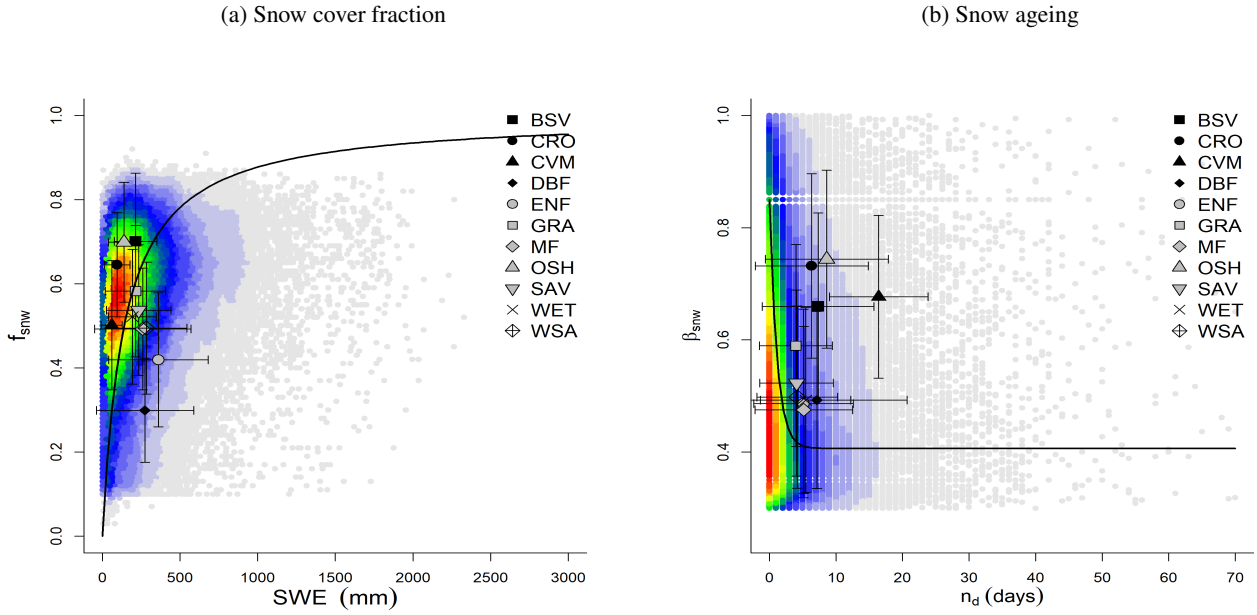 (a) Snow cover fraction
(b) Snow ageing
f_snw
1.0
0.8
0.6
0.4
0.2
0.0
BSV
CRO
CVM
DBF
ENF
GRA
MF
OSH
SAV
WET
WSA
0 500 1000 1500 2000 2500 3000
SWE (mm)
β_snw
1.0
0.8
0.6
0.4
BSV
CRO
CVM
DBF
ENF
GRA
MF
OSH
SAV
WET
WSA
0 10 20 30 40 50 60 70
n_d (days)